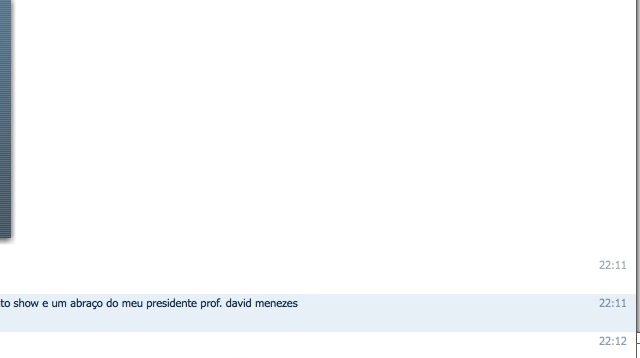 22:11
to show e um abraço do meu presidente prof. david menezes 22:11
22:12